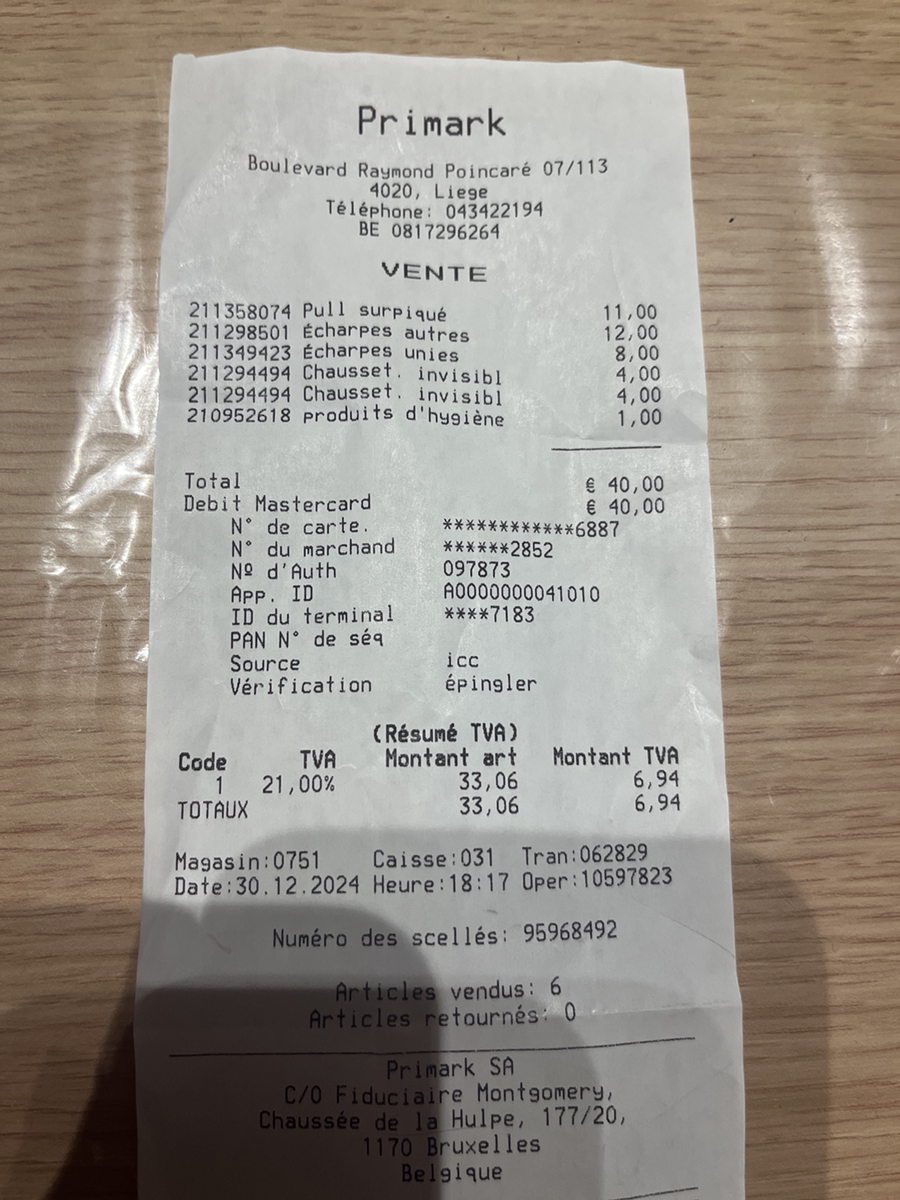 Primark
Boulevard Raymond Poincaré 07/113
4020, Liege
Téléphone: 043422194
BE 0817296264
VENTE
211358074 Pull surpiqué 11,00
211298501 Écharpes autres 12,00
211349423 Écharpes unies 8,00
211294494 Chausset. invisibl 4,00
211294494 Chausset. invisibl 4,00
210952618 produits d'hygiène 1,00
Total € 40,00
Debit Mastercard € 40,00
N° de carte. ************6887
N° du marchand ******2852
Nº d'Auth 097873
App. ID A0000000041010
ID du terminal ****7183
PAN N° de séq
Source icc
Vérification épingler
(Résumé TVA)
Code TVA Montant art Montant TVA
1 21,00% 33,06 6,94
TOTAUX 33,06 6,94
Magasin:0751 Caisse:031 Tran:062829
Date:30.12.2024 Heure:18:17 Oper:10597823
Numéro des scellés: 95968492
Articles vendus: 6
Articles retournés: 0
Primark SA
C/O Fiduciaire Montgomery,
Chaussée de la Hulpe, 177/20,
1170 Bruxelles
Belgique